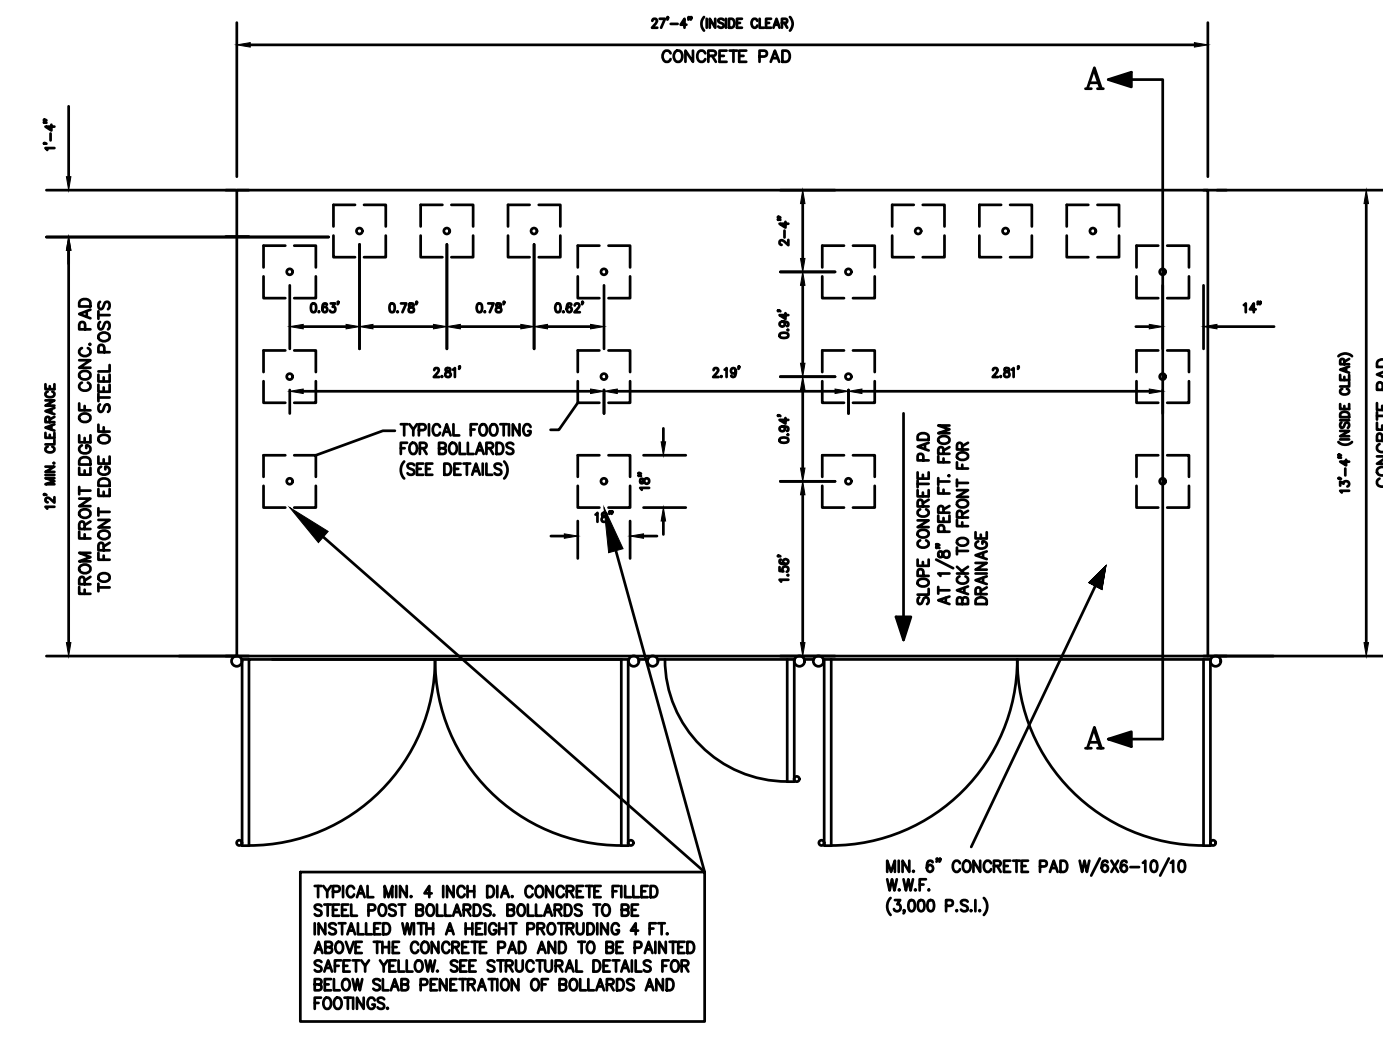 27'-4" (INSIDE CLEAR)
CONCRETE PAD
A
1'-4"
2-4"
0.63'
0.78'
0.78'
0.62'
14"
0.94'
2.81'
2.19'
2.81'
12' MIN. CLEARANCE
FROM FRONT EDGE OF CONC. PAD
TO FRONT EDGE OF STEEL POSTS
13'-4" (INSIDE CLEAR)
CONCRETE PAD
TYPICAL FOOTING
FOR BOLLARDS
(SEE DETAILS)
0.94'
18"
18"
1.56'
SLOPE CONCRETE PAD
AT 1/8" PER FT. FROM
BACK TO FRONT FOR
DRAINAGE
A
MIN. 6" CONCRETE PAD W/6X6-10/10
W.W.F.
(3,000 P.S.I.)
TYPICAL MIN. 4 INCH DIA. CONCRETE FILLED
STEEL POST BOLLARDS. BOLLARDS TO BE
INSTALLED WITH A HEIGHT PROTRUDING 4 FT.
ABOVE THE CONCRETE PAD AND TO BE PAINTED
SAFETY YELLOW. SEE STRUCTURAL DETAILS FOR
BELOW SLAB PENETRATION OF BOLLARDS AND
FOOTINGS.